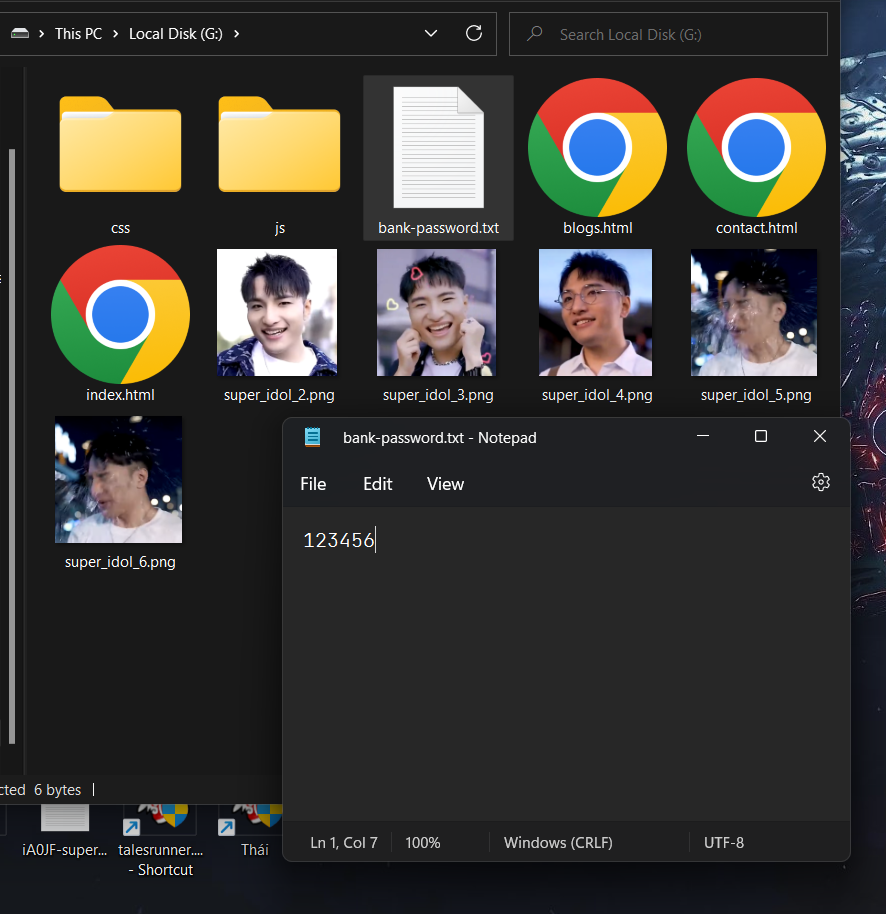 This PC > Local Disk (G:) >
Search Local Disk (G:)
css
js
bank-password.txt
blogs.html
contact.html
index.html
super_idol_2.png
super_idol_3.png
super_idol_4.png
super_idol_5.png
super_idol_6.png
bank-password.txt - Notepad
File
Edit
View
123456
Ln 1, Col 7
100%
Windows (CRLF)
UTF-8
cted 6 bytes
iA0JF-super...
talesrunner....
- Shortcut
Thái